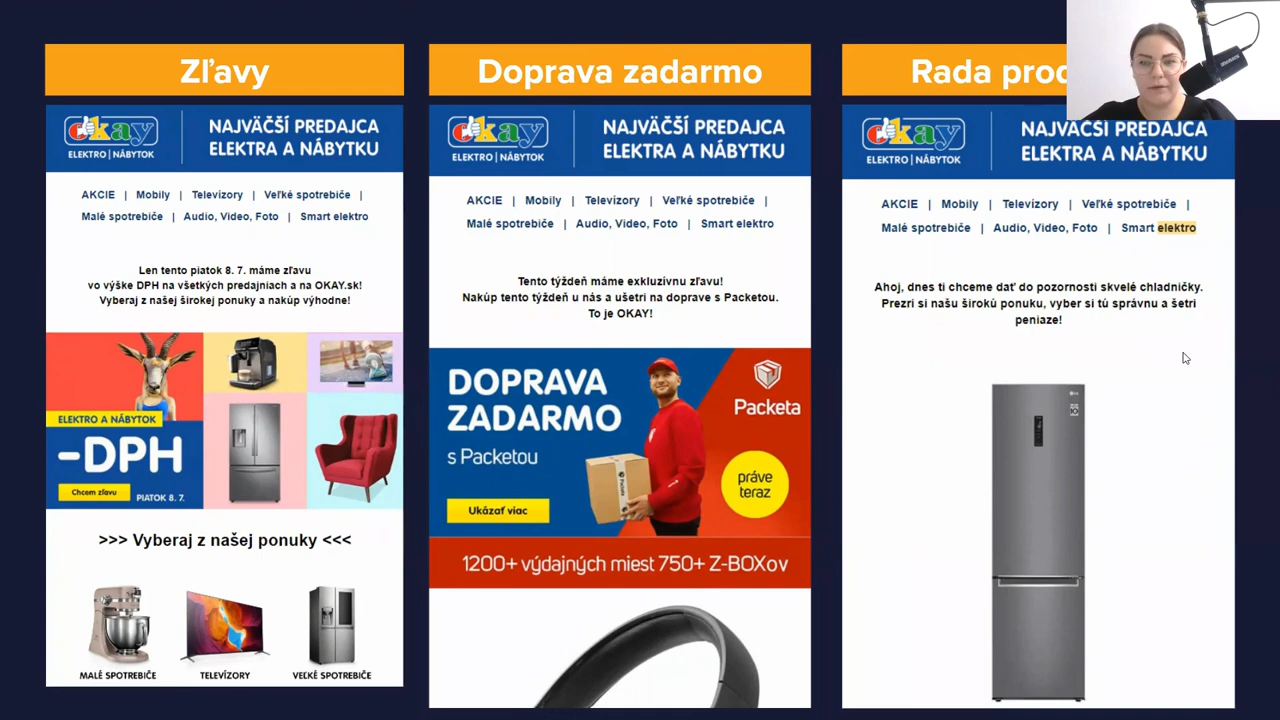 Zľavy
okay
ELEKTRO | NÁBYTOK
NAJVÄČŠÍ PREDAJCA
ELEKTRA A NÁBYTKU
AKCIE | Mobily | Televízory | Veľké spotrebiče |
Malé spotrebiče | Audio, Video, Foto | Smart elektro
Len tento piatok 8. 7. máme zľavu
vo výške DPH na všetkých predajniach a na OKAY.sk!
Vyberaj z našej širokej ponuky a nakúp výhodne!
ELEKTRO A NÁBYTOK
-DPH
Chcem zľavu
PIATOK 8. 7.
>>> Vyberaj z našej ponuky <<<
MALÉ SPOTREBIČE
TELEVÍZORY
VEĽKÉ SPOTREBIČE
Doprava zadarmo
okay
ELEKTRO | NÁBYTOK
NAJVÄČŠÍ PREDAJCA
ELEKTRA A NÁBYTKU
AKCIE | Mobily | Televízory | Veľké spotrebiče |
Malé spotrebiče | Audio, Video, Foto | Smart elektro
Tento týždeň máme exkluzívnu zľavu!
Nakúp tento týždeň u nás a ušetri na doprave s Packetou.
To je OKAY!
DOPRAVA
ZADARMO
s Packetou
Ukázať viac
Packeta
práve
teraz
1200+ výdajných miest 750+ Z-BOXov
Rada prod
okay
ELEKTRO | NÁBYTOK
NAJVÄČŠÍ PREDAJCA
ELEKTRA A NÁBYTKU
AKCIE | Mobily | Televízory | Veľké spotrebiče |
Malé spotrebiče | Audio, Video, Foto | Smart elektro
Ahoj, dnes ti chceme dať do pozornosti skvelé chladničky.
Prezri si našu širokú ponuku, vyber si tú správnu a šetri
peniaze!
LG